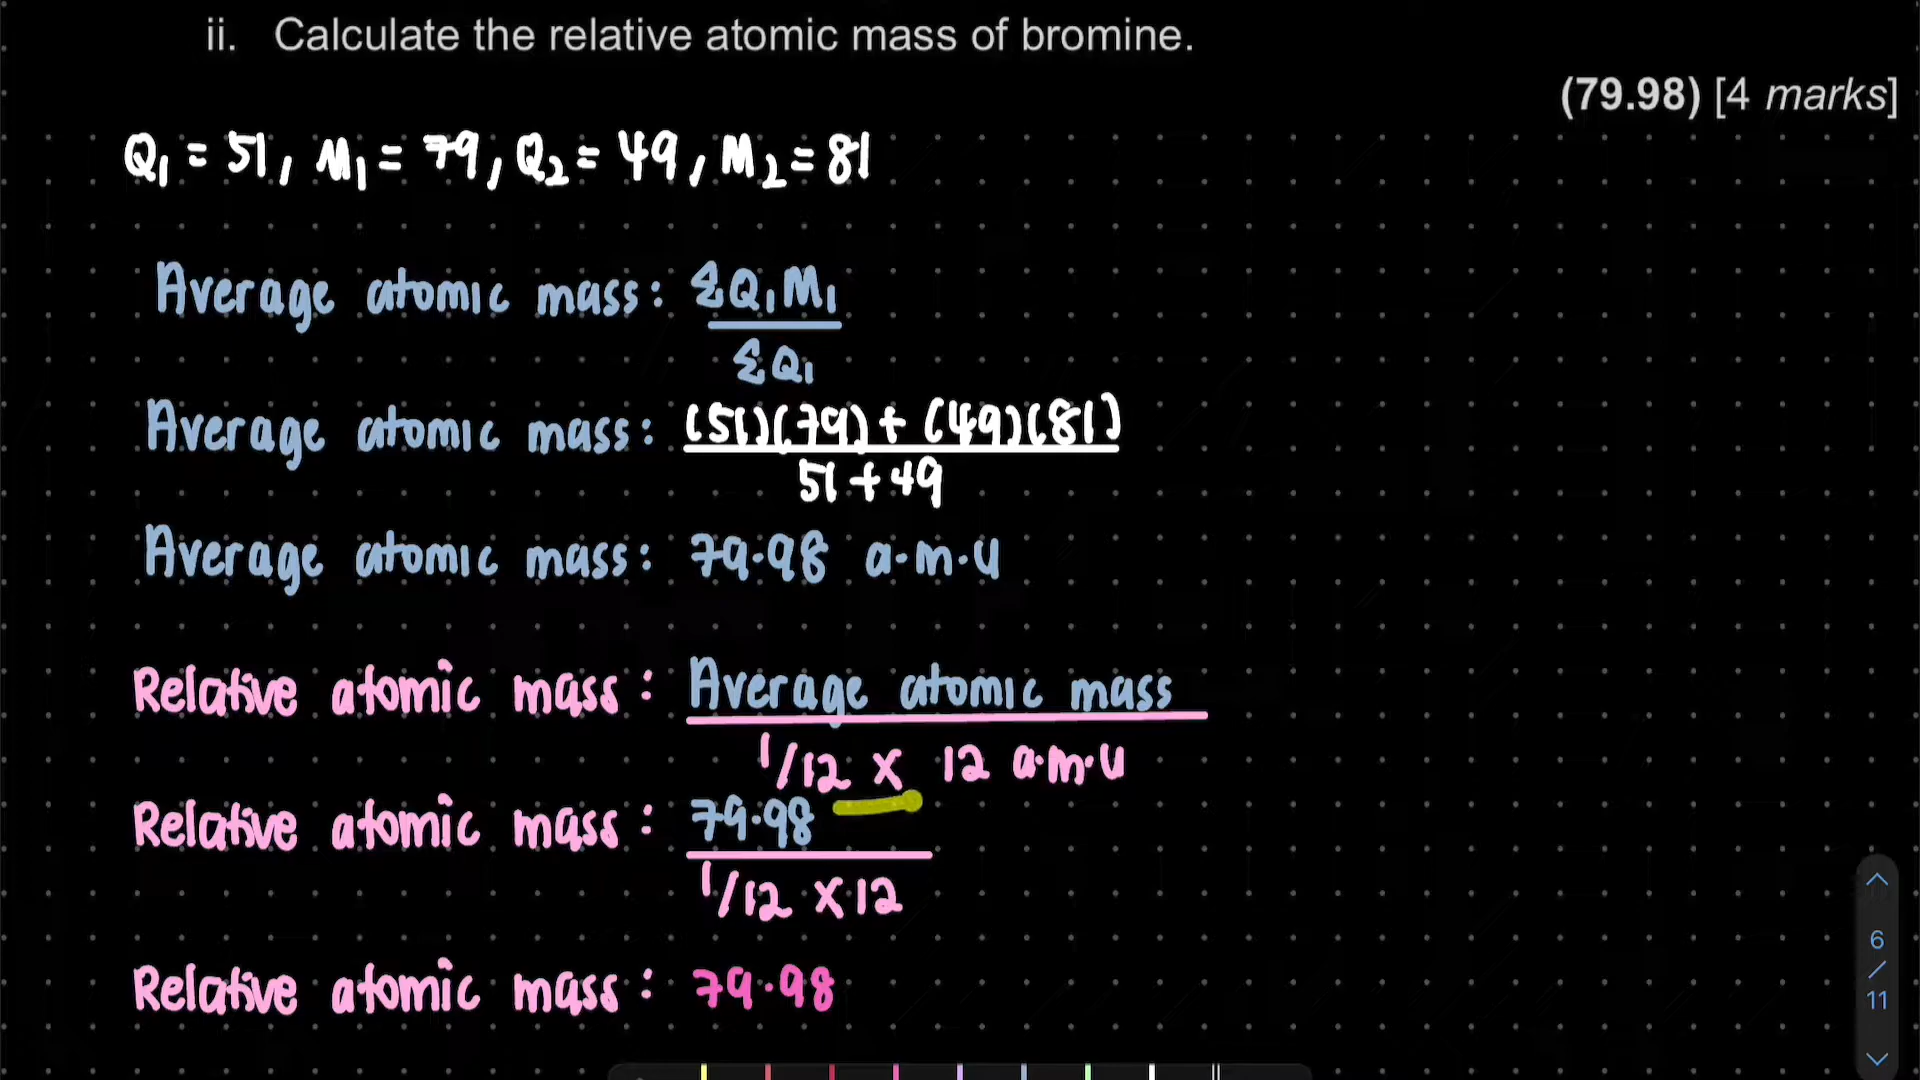 ii. Calculate the relative atomic mass of bromine.
(79.98) [4 marks]
Q₁ = 51, M₁ = 79, Q₂ = 49, M₂ = 81
Average atomic mass: ΣQ₁M₁
ΣQ₁
Average atomic mass: (51)(79) + (49)(81)
51 + 49
Average atomic mass: 79.98 a.m.u
Relative atomic mass: Average atomic mass
1/12 x 12 a.m.u
Relative atomic mass: 79.98
1/12 x 12
Relative atomic mass: 79.98
6
/
11